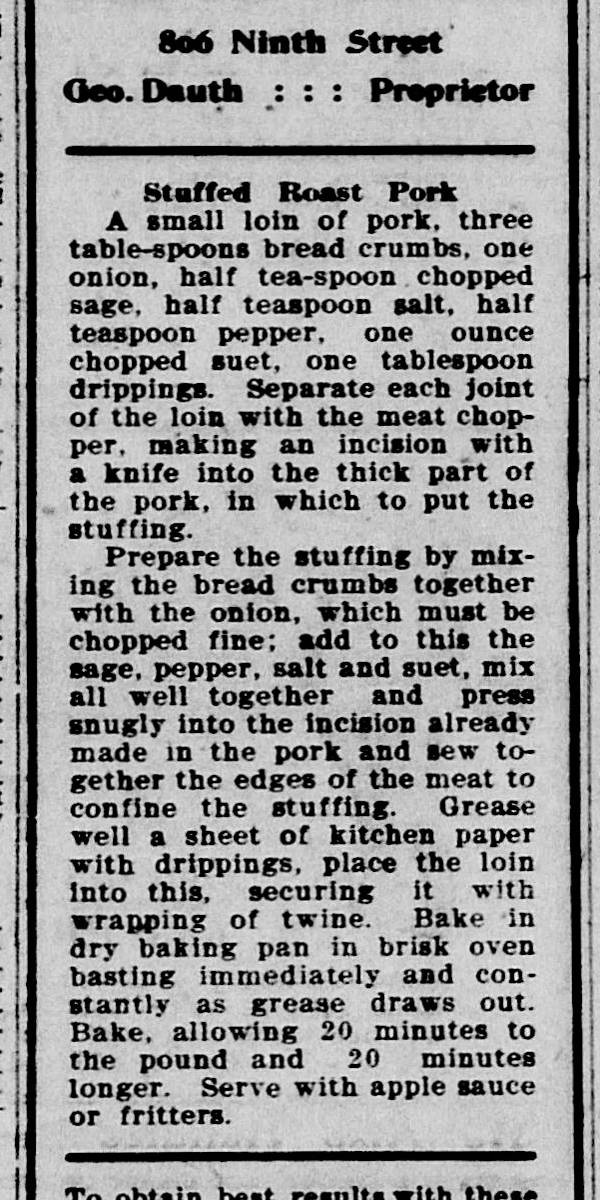 806 Ninth Street
Geo. Dauth : : : Proprietor
Stuffed Roast Pork
A small loin of pork, three
table-spoons bread crumbs, one
onion, half tea-spoon chopped
sage, half teaspoon salt, half
teaspoon pepper, one ounce
chopped suet, one tablespoon
drippings. Separate each joint
of the loin with the meat chop-
per, making an incision with
a knife into the thick part of
the pork, in which to put the
stuffing.
Prepare the stuffing by mix-
ing the bread crumbs together
with the onion, which must be
chopped fine; add to this the
sage, pepper, salt and suet, mix
all well together and press
snugly into the incision already
made in the pork and sew to-
gether the edges of the meat to
confine the stuffing. Grease
well a sheet of kitchen paper
with drippings, place the loin
into this, securing it with
wrapping of twine. Bake in
dry baking pan in brisk oven
basting immediately and con-
stantly as grease draws out.
Bake, allowing 20 minutes to
the pound and 20 minutes
longer. Serve with apple sauce
or fritters.
To obtain best results with these